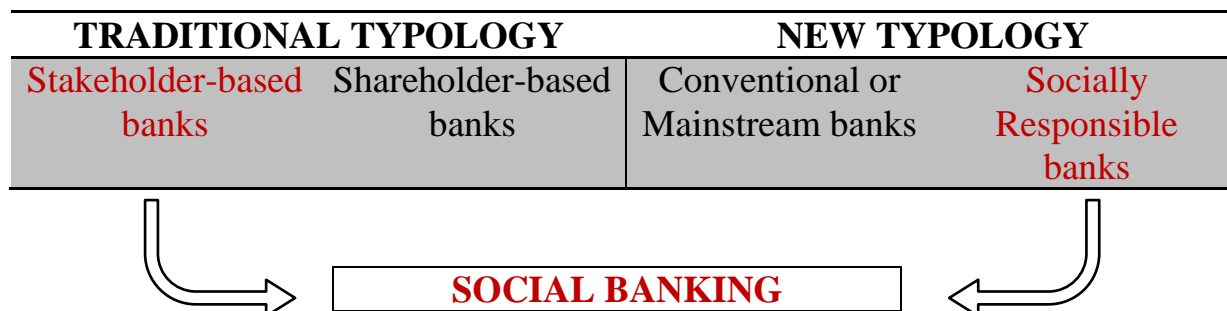 TRADITIONAL TYPOLOGY NEW TYPOLOGY
Stakeholder-based Shareholder-based Conventional or Socially
banks banks Mainstream banks Responsible
banks
SOCIAL BANKING